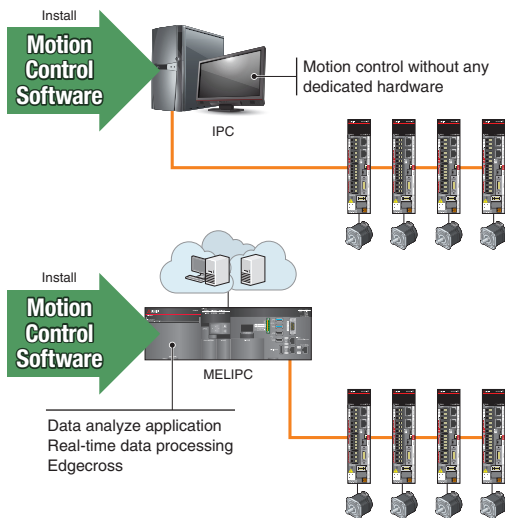 Install
Motion
Control
Software
Motion control without any
dedicated hardware
IPC
Install
Motion
Control
Software
MELIPC
Data analyze application
Real-time data processing
Edgecross